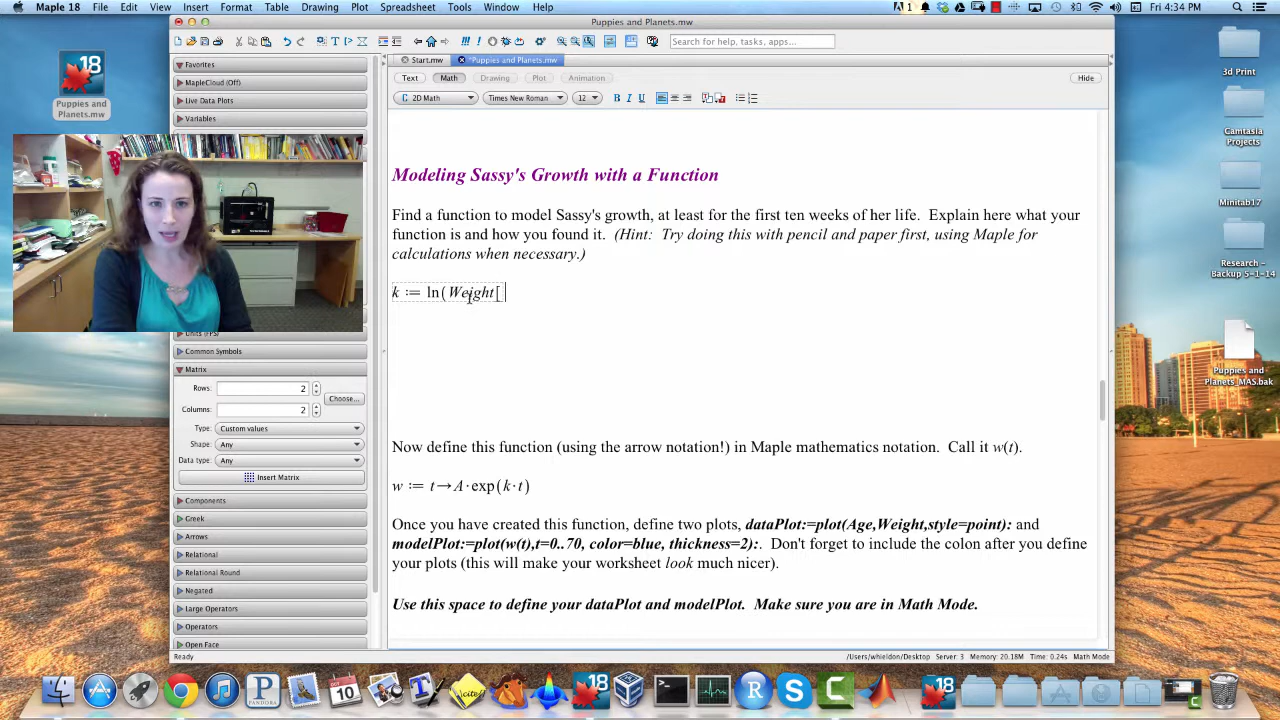 Maple 18 File Edit View Insert Format Table Drawing Plot Spreadsheet Tools Window Help
1 Fri 4:34 PM
Puppies and Planets.mw
Search for help, tasks, apps...
Favorites
Start.mw *Puppies and Planets.mw
MapleCloud (Off)
Text Math Drawing Plot Animation Hide
Live Data Plots
2D Math Times New Roman 12 B I U
Variables
18
Puppies and
Planets.mw
3d Print
Camtasia
Projects
Minitab17
Research -
Backup 5-1-14
Puppies and
Planets_MAS.bak
Modeling Sassy's Growth with a Function
Find a function to model Sassy's growth, at least for the first ten weeks of her life. Explain here what your
function is and how you found it. (Hint: Try doing this with pencil and paper first, using Maple for
calculations when necessary.)
k := ln( Weight[
Units (FPS)
Common Symbols
Matrix
Rows: 2
Choose...
Columns: 2
Type: Custom values
Shape: Any
Data type: Any
Insert Matrix
Components
Greek
Arrows
Relational
Relational Round
Negated
Large Operators
Operators
Open Face
Now define this function (using the arrow notation!) in Maple mathematics notation. Call it w(t).
w := t→A·exp(k·t)
Once you have created this function, define two plots, dataPlot:=plot(Age,Weight,style=point): and
modelPlot:=plot(w(t),t=0..70, color=blue, thickness=2):. Don't forget to include the colon after you define
your plots (this will make your worksheet look much nicer).
Use this space to define your dataPlot and modelPlot. Make sure you are in Math Mode.
Ready
/Users/whieldon/Desktop Server: 3 Memory: 20.18M Time: 0.24s Math Mode
PANDORA
OCT
10
18
R
18